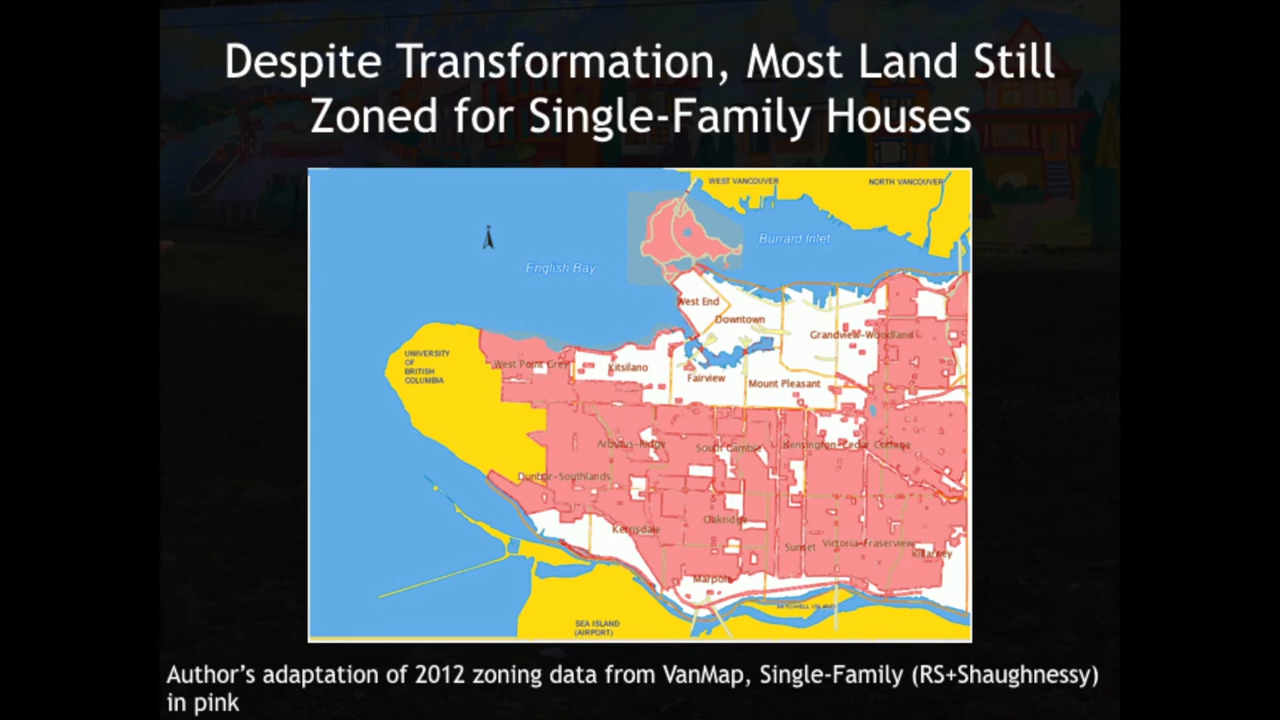 Despite Transformation, Most Land Still
Zoned for Single-Family Houses
WEST VANCOUVER
NORTH VANCOUVER
Burrard Inlet
English Bay
West End
Downtown
Grandview-Woodland
UNIVERSITY
OF
BRITISH
COLUMBIA
West Point Grey
Kitsilano
Fairview
Mount Pleasant
Arbutus-Ridge
South Cambie
Kensington-Cedar Cottage
Dunbar-Southlands
Kerrisdale
Oakridge
Sunset
Victoria-Fraserview
Killarney
Marpole
MITCHELL ISLAND
SEA ISLAND
(AIRPORT)
Author's adaptation of 2012 zoning data from VanMap, Single-Family (RS+Shaughnessy)
in pink